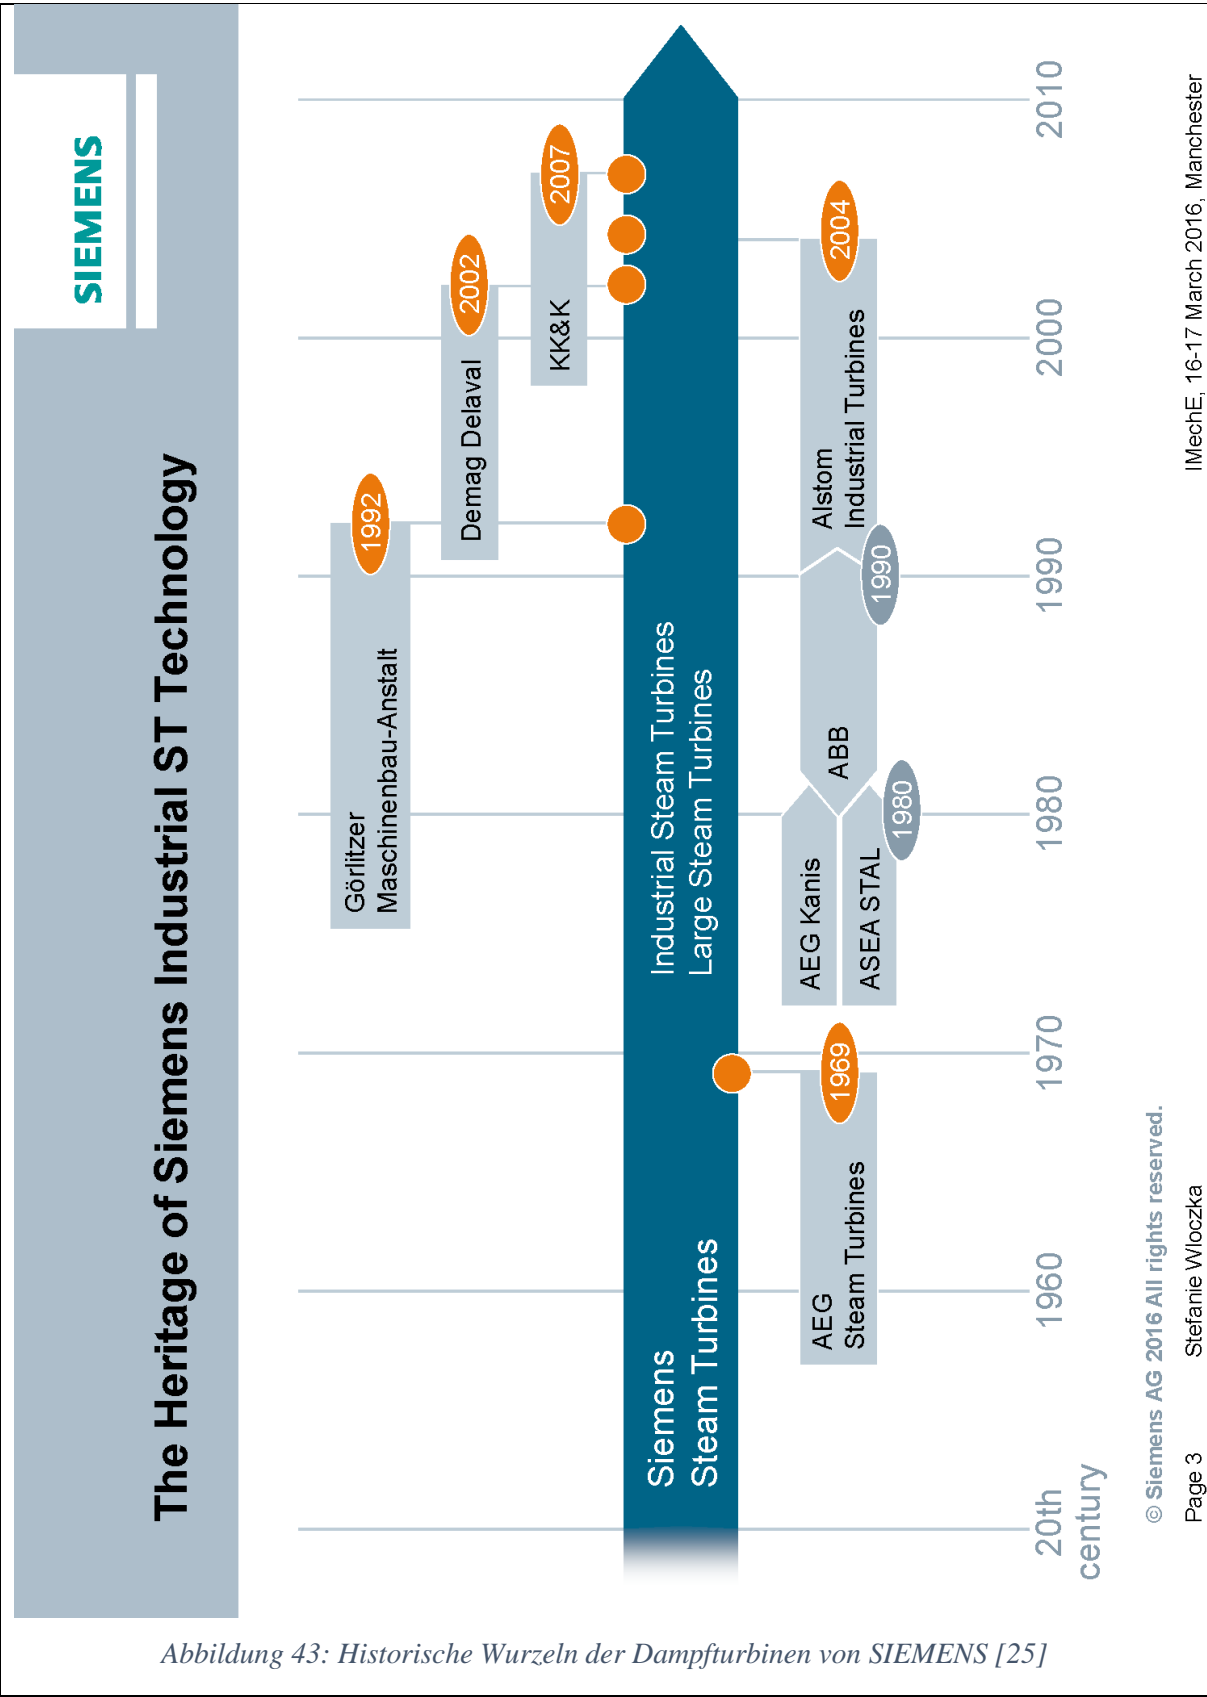 The Heritage of Siemens Industrial ST Technology
SIEMENS
Görlitzer
Maschinenbau-Anstalt
1992
Demag Delaval
2002
KK&K
2007
Siemens
Steam Turbines
Industrial Steam Turbines
Large Steam Turbines
AEG
Steam Turbines
1969
AEG Kanis
ASEA STAL
1980
ABB
1990
Alstom
Industrial Turbines
2004
20th
century
1960
1970
1980
1990
2000
2010
© Siemens AG 2016 All rights reserved.
Page 3
Stefanie Wloczka
IMechE, 16-17 March 2016, Manchester
Abbildung 43: Historische Wurzeln der Dampfturbinen von SIEMENS [25]